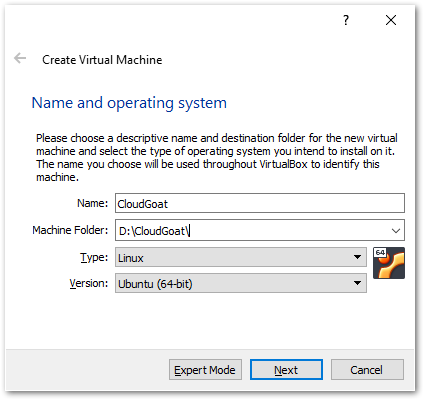 ?
Create Virtual Machine
Name and operating system
Please choose a descriptive name and destination folder for the new virtual
machine and select the type of operating system you intend to install on it.
The name you choose will be used throughout VirtualBox to identify this
machine.
Name: CloudGoat
Machine Folder: D:\CloudGoat\
Type: Linux
64
Version: Ubuntu (64-bit)
Expert Mode Next Cancel